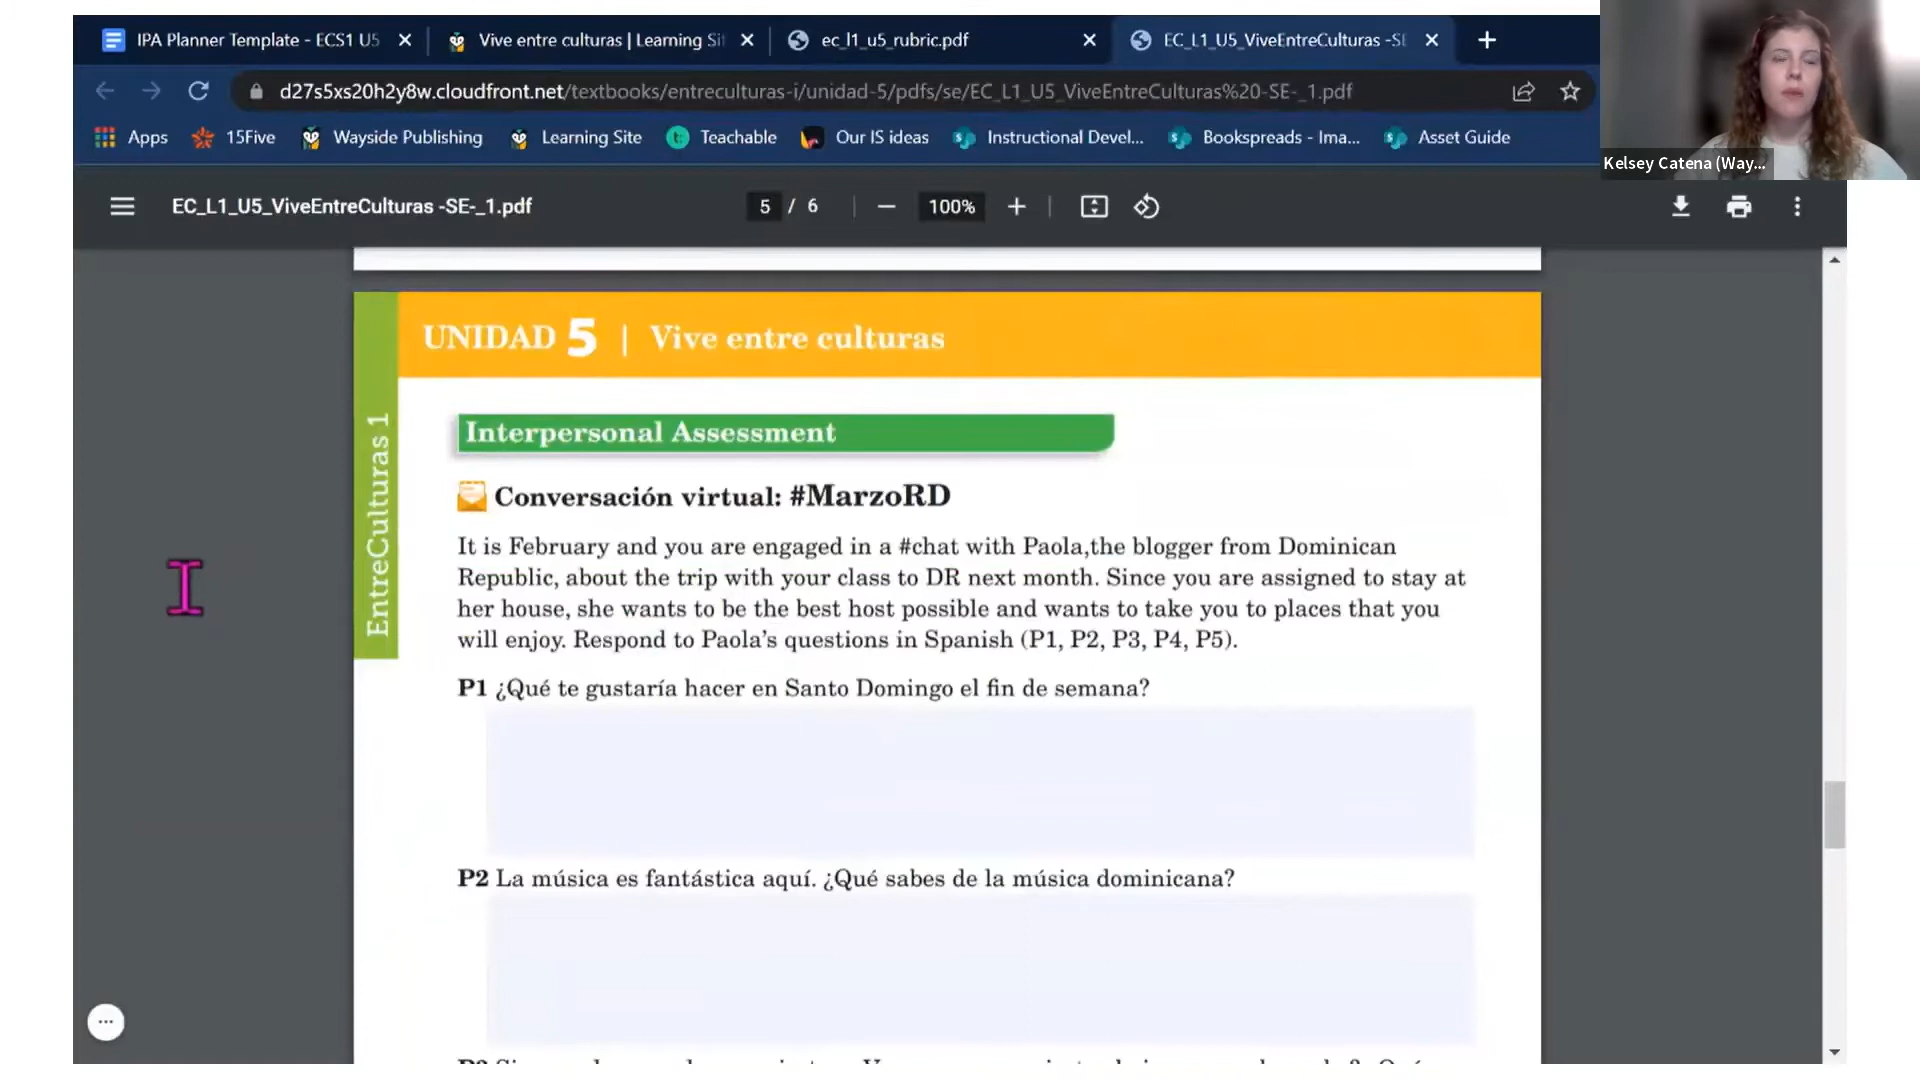 IPA Planner Template - ECS1 U5
Vive entre culturas | Learning Si
ec_l1_u5_rubric.pdf
EC_L1_U5_ViveEntreCulturas -SE
d27s5xs20h2y8w.cloudfront.net/textbooks/entreculturas-i/unidad-5/pdfs/se/EC_L1_U5_ViveEntreCulturas%20-SE-_1.pdf
Apps 15Five Wayside Publishing Learning Site Teachable Our IS ideas Instructional Devel... Bookspreads - Ima... Asset Guide
Kelsey Catena (Way...
EC_L1_U5_ViveEntreCulturas -SE-_1.pdf
5 / 6
100%
UNIDAD 5 | Vive entre culturas
EntreCulturas 1
Interpersonal Assessment
Conversación virtual: #MarzoRD
It is February and you are engaged in a #chat with Paola,the blogger from Dominican
Republic, about the trip with your class to DR next month. Since you are assigned to stay at
her house, she wants to be the best host possible and wants to take you to places that you
will enjoy. Respond to Paola's questions in Spanish (P1, P2, P3, P4, P5).
P1 ¿Qué te gustaría hacer en Santo Domingo el fin de semana?
P2 La música es fantástica aquí. ¿Qué sabes de la música dominicana?